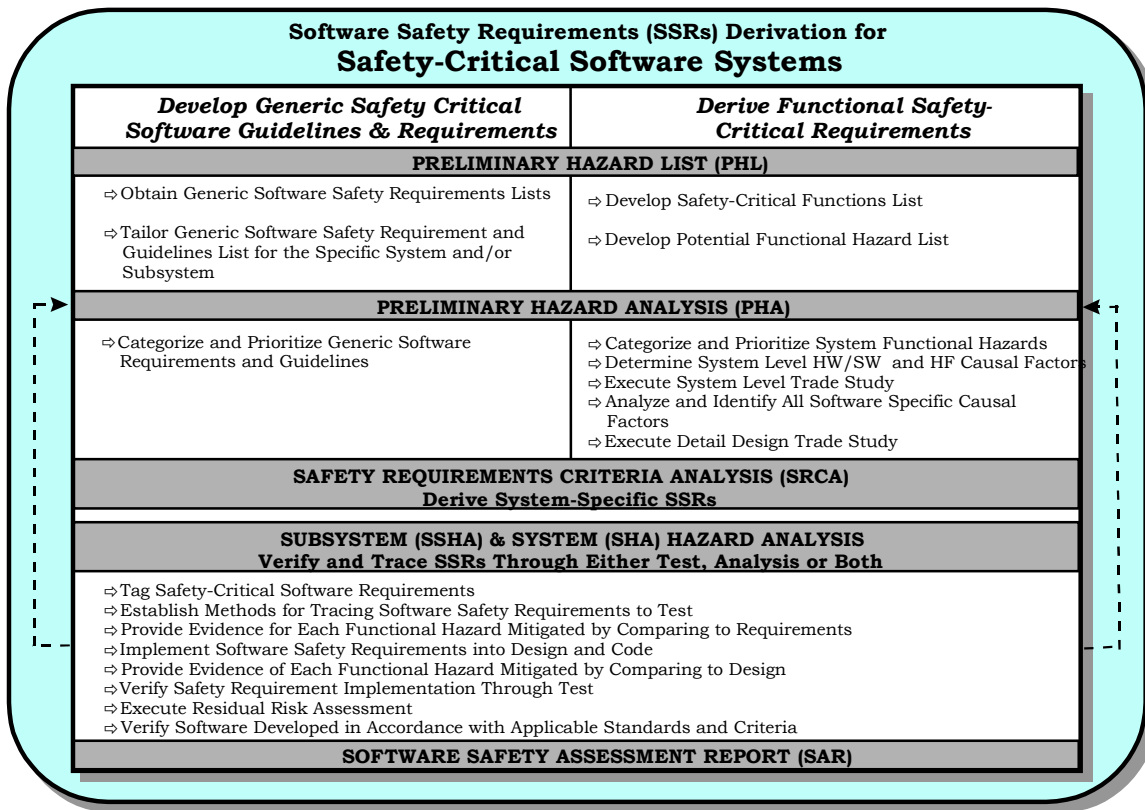 Software Safety Requirements (SSRs) Derivation for
Safety-Critical Software Systems
Develop Generic Safety Critical
Software Guidelines & Requirements
Derive Functional Safety-
Critical Requirements
PRELIMINARY HAZARD LIST (PHL)
⇨Obtain Generic Software Safety Requirements Lists
⇨Tailor Generic Software Safety Requirement and
Guidelines List for the Specific System and/or
Subsystem
⇨Develop Safety-Critical Functions List
⇨Develop Potential Functional Hazard List
PRELIMINARY HAZARD ANALYSIS (PHA)
⇨Categorize and Prioritize Generic Software
Requirements and Guidelines
⇨Categorize and Prioritize System Functional Hazards
⇨Determine System Level HW/SW and HF Causal Factors
⇨Execute System Level Trade Study
⇨Analyze and Identify All Software Specific Causal
Factors
⇨Execute Detail Design Trade Study
SAFETY REQUIREMENTS CRITERIA ANALYSIS (SRCA)
Derive System-Specific SSRs
SUBSYSTEM (SSHA) & SYSTEM (SHA) HAZARD ANALYSIS
Verify and Trace SSRs Through Either Test, Analysis or Both
⇨Tag Safety-Critical Software Requirements
⇨Establish Methods for Tracing Software Safety Requirements to Test
⇨Provide Evidence for Each Functional Hazard Mitigated by Comparing to Requirements
⇨Implement Software Safety Requirements into Design and Code
⇨Provide Evidence of Each Functional Hazard Mitigated by Comparing to Design
⇨Verify Safety Requirement Implementation Through Test
⇨Execute Residual Risk Assessment
⇨Verify Software Developed in Accordance with Applicable Standards and Criteria
SOFTWARE SAFETY ASSESSMENT REPORT (SAR)